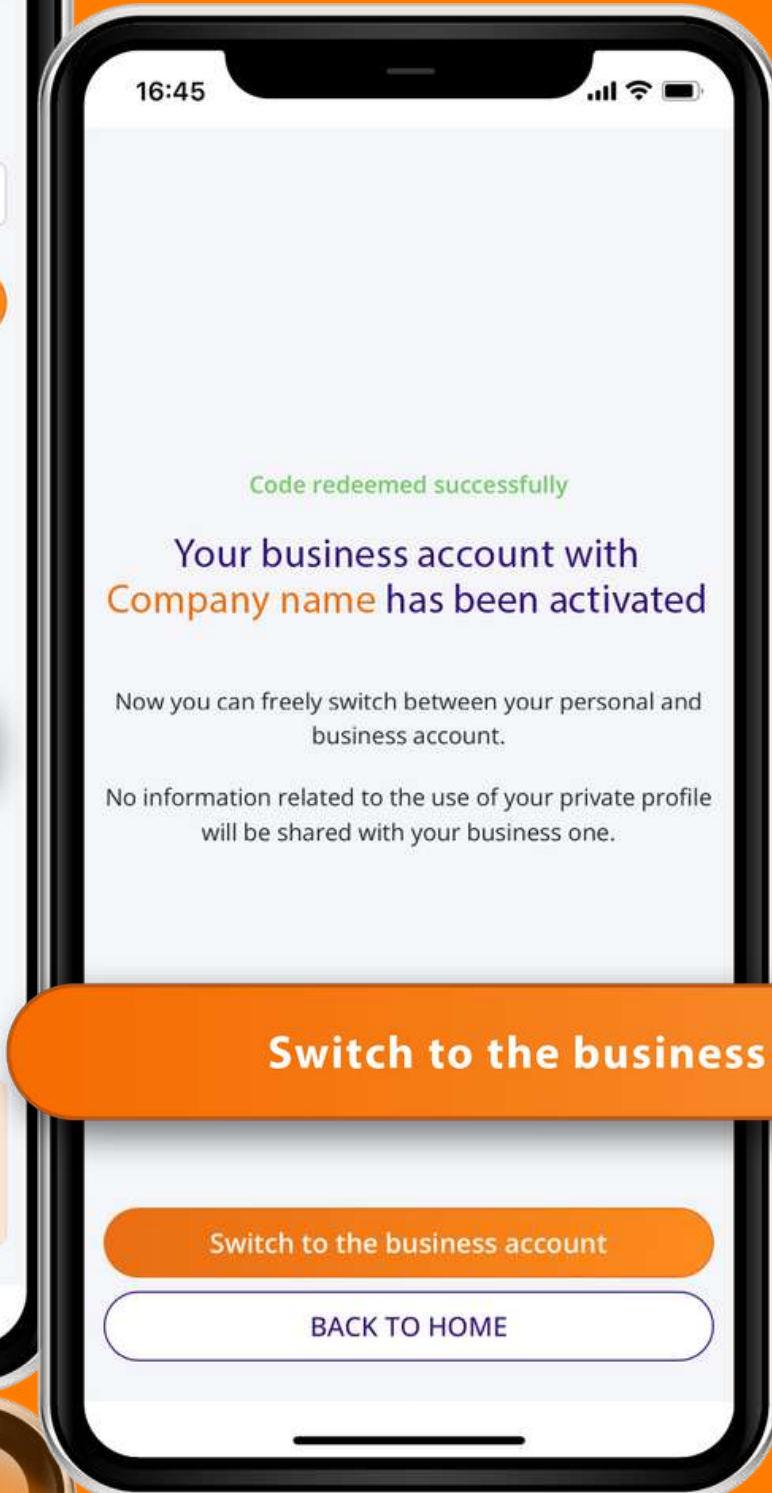 16:45
Code redeemed successfully
Your business account with
Company name has been activated
Now you can freely switch between your personal and
business account.
No information related to the use of your private profile
will be shared with your business one.
Switch to the business
Switch to the business account
BACK TO HOME